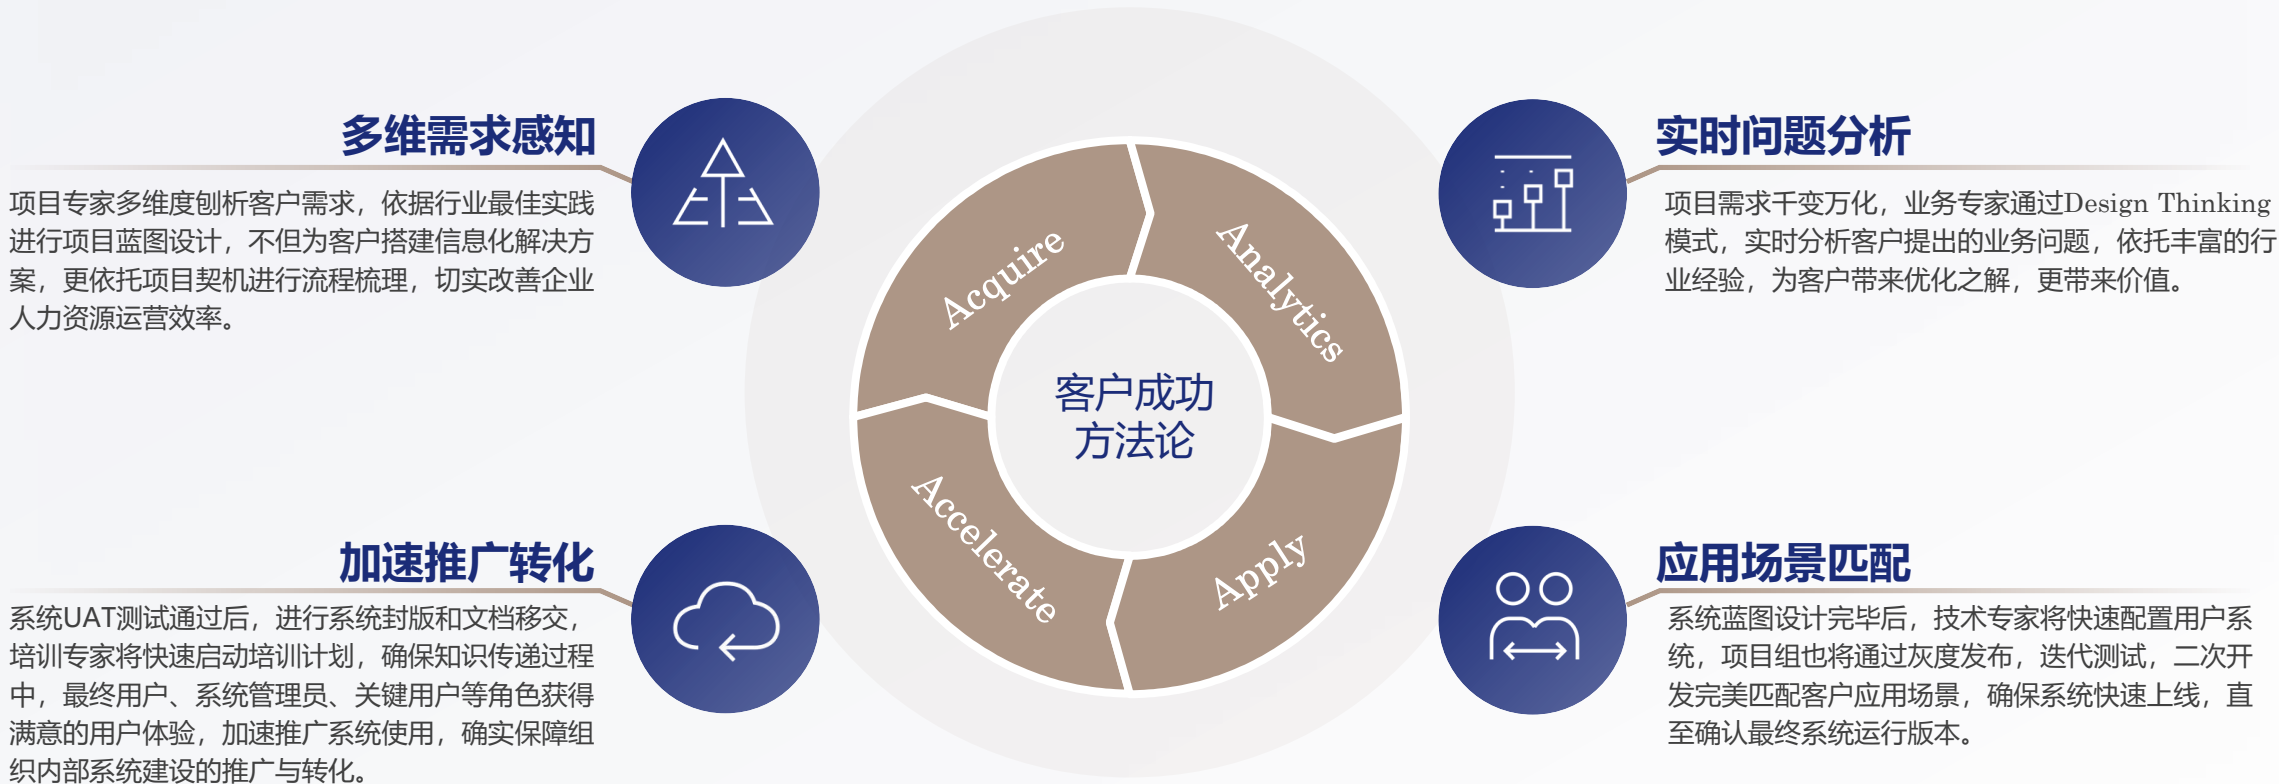 多维需求感知
项目专家多维度刨析客户需求，依据行业最佳实践
进行项目蓝图设计，不但为客户搭建信息化解决方
案，更依托项目契机进行流程梳理，切实改善企业
人力资源运营效率。
实时问题分析
项目需求千变万化，业务专家通过Design Thinking
模式，实时分析客户提出的业务问题，依托丰富的行
业经验，为客户带来优化之解，更带来价值。
Acquire
Analytics
客户成功
方法论
Accelerate
Apply
加速推广转化
系统UAT测试通过后，进行系统封版和文档移交，
培训专家将快速启动培训计划，确保知识传递过程
中，最终用户、系统管理员、关键用户等角色获得
满意的用户体验，加速推广系统使用，确实保障组
织内部系统建设的推广与转化。
应用场景匹配
系统蓝图设计完毕后，技术专家将快速配置用户系
统，项目组也将通过灰度发布，迭代测试，二次开
发完美匹配客户应用场景，确保系统快速上线，直
至确认最终系统运行版本。